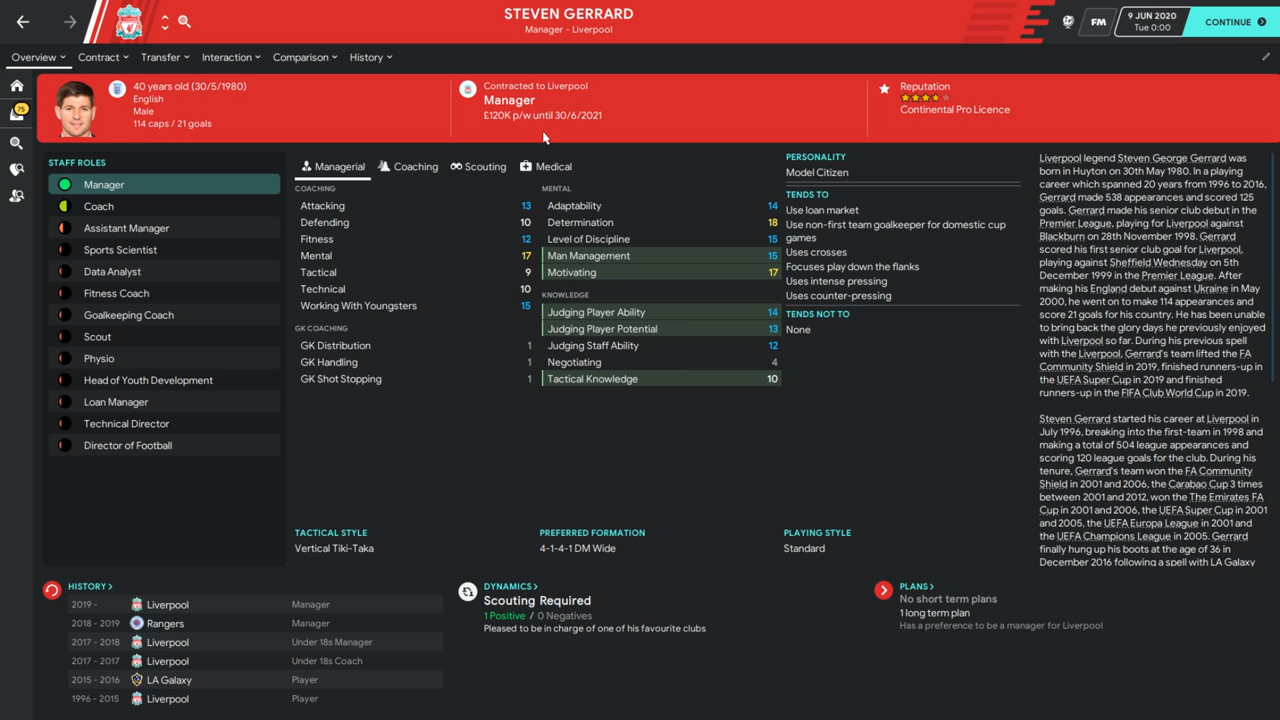 STEVEN GERRARD
Manager - Liverpool
FM
9 JUN 2020
Tue 0:00
CONTINUE
Overview
Contract
Transfer
Interaction
Comparison
History
75
40 years old (30/5/1980)
English
Male
114 caps / 21 goals
Contracted to Liverpool
Manager
£120K p/w until 30/6/2021
Reputation
Continental Pro Licence
STAFF ROLES
Manager
Coach
Assistant Manager
Sports Scientist
Data Analyst
Fitness Coach
Goalkeeping Coach
Scout
Physio
Head of Youth Development
Loan Manager
Technical Director
Director of Football
Managerial
Coaching
Scouting
Medical
COACHING
Attacking 13
Defending 10
Fitness 12
Mental 17
Tactical 9
Technical 10
Working With Youngsters 15
GK COACHING
GK Distribution 1
GK Handling 1
GK Shot Stopping 1
MENTAL
Adaptability 14
Determination 18
Level of Discipline 15
Man Management 15
Motivating 17
KNOWLEDGE
Judging Player Ability 14
Judging Player Potential 13
Judging Staff Ability 12
Negotiating 4
Tactical Knowledge 10
PERSONALITY
Model Citizen
TENDS TO
Use loan market
Use non-first team goalkeeper for domestic cup
games
Uses crosses
Focuses play down the flanks
Uses intense pressing
Uses counter-pressing
TENDS NOT TO
None
TACTICAL STYLE
Vertical Tiki-Taka
PREFERRED FORMATION
4-1-4-1 DM Wide
PLAYING STYLE
Standard
Liverpool legend Steven George Gerrard was
born in Huyton on 30th May 1980. In a playing
career which spanned 20 years from 1996 to 2016,
Gerrard made 538 appearances and scored 125
goals. Gerrard made his senior club debut in the
Premier League, playing for Liverpool against
Blackburn on 28th November 1998. Gerrard
scored his first senior club goal for Liverpool,
playing against Sheffield Wednesday on 5th
December 1999 in the Premier League. After
making his England debut against Ukraine in May
2000, he went on to make 114 appearances and
score 21 goals for his country. He has been unable
to bring back the glory days he previously enjoyed
with Liverpool so far. During his previous spell
with the Liverpool, Gerrard's team lifted the FA
Community Shield in 2019, finished runners-up in
the UEFA Super Cup in 2019 and finished
runners-up in the FIFA Club World Cup in 2019.
Steven Gerrard started his career at Liverpool in
July 1996, breaking into the first-team in 1998 and
making a total of 504 league appearances and
scoring 120 league goals for the club. During his
tenure, Gerrard's team won the FA Community
Shield in 2001 and 2006, the Carabao Cup 3 times
between 2001 and 2012, won the The Emirates FA
Cup in 2001 and 2006, the UEFA Super Cup in 2001
and 2005, the UEFA Europa League in 2001 and
the UEFA Champions League in 2005. Gerrard
finally hung up his boots at the age of 36 in
December 2016 following a spell with LA Galaxy
HISTORY >
2019 - Liverpool Manager
2018 - 2019 Rangers Manager
2017 - 2018 Liverpool Under 18s Manager
2017 - 2017 Liverpool Under 18s Coach
2015 - 2016 LA Galaxy Player
1996 - 2015 Liverpool Player
DYNAMICS >
Scouting Required
1 Positive / 0 Negatives
Pleased to be in charge of one of his favourite clubs
PLANS >
No short term plans
1 long term plan
Has a preference to be a manager for Liverpool